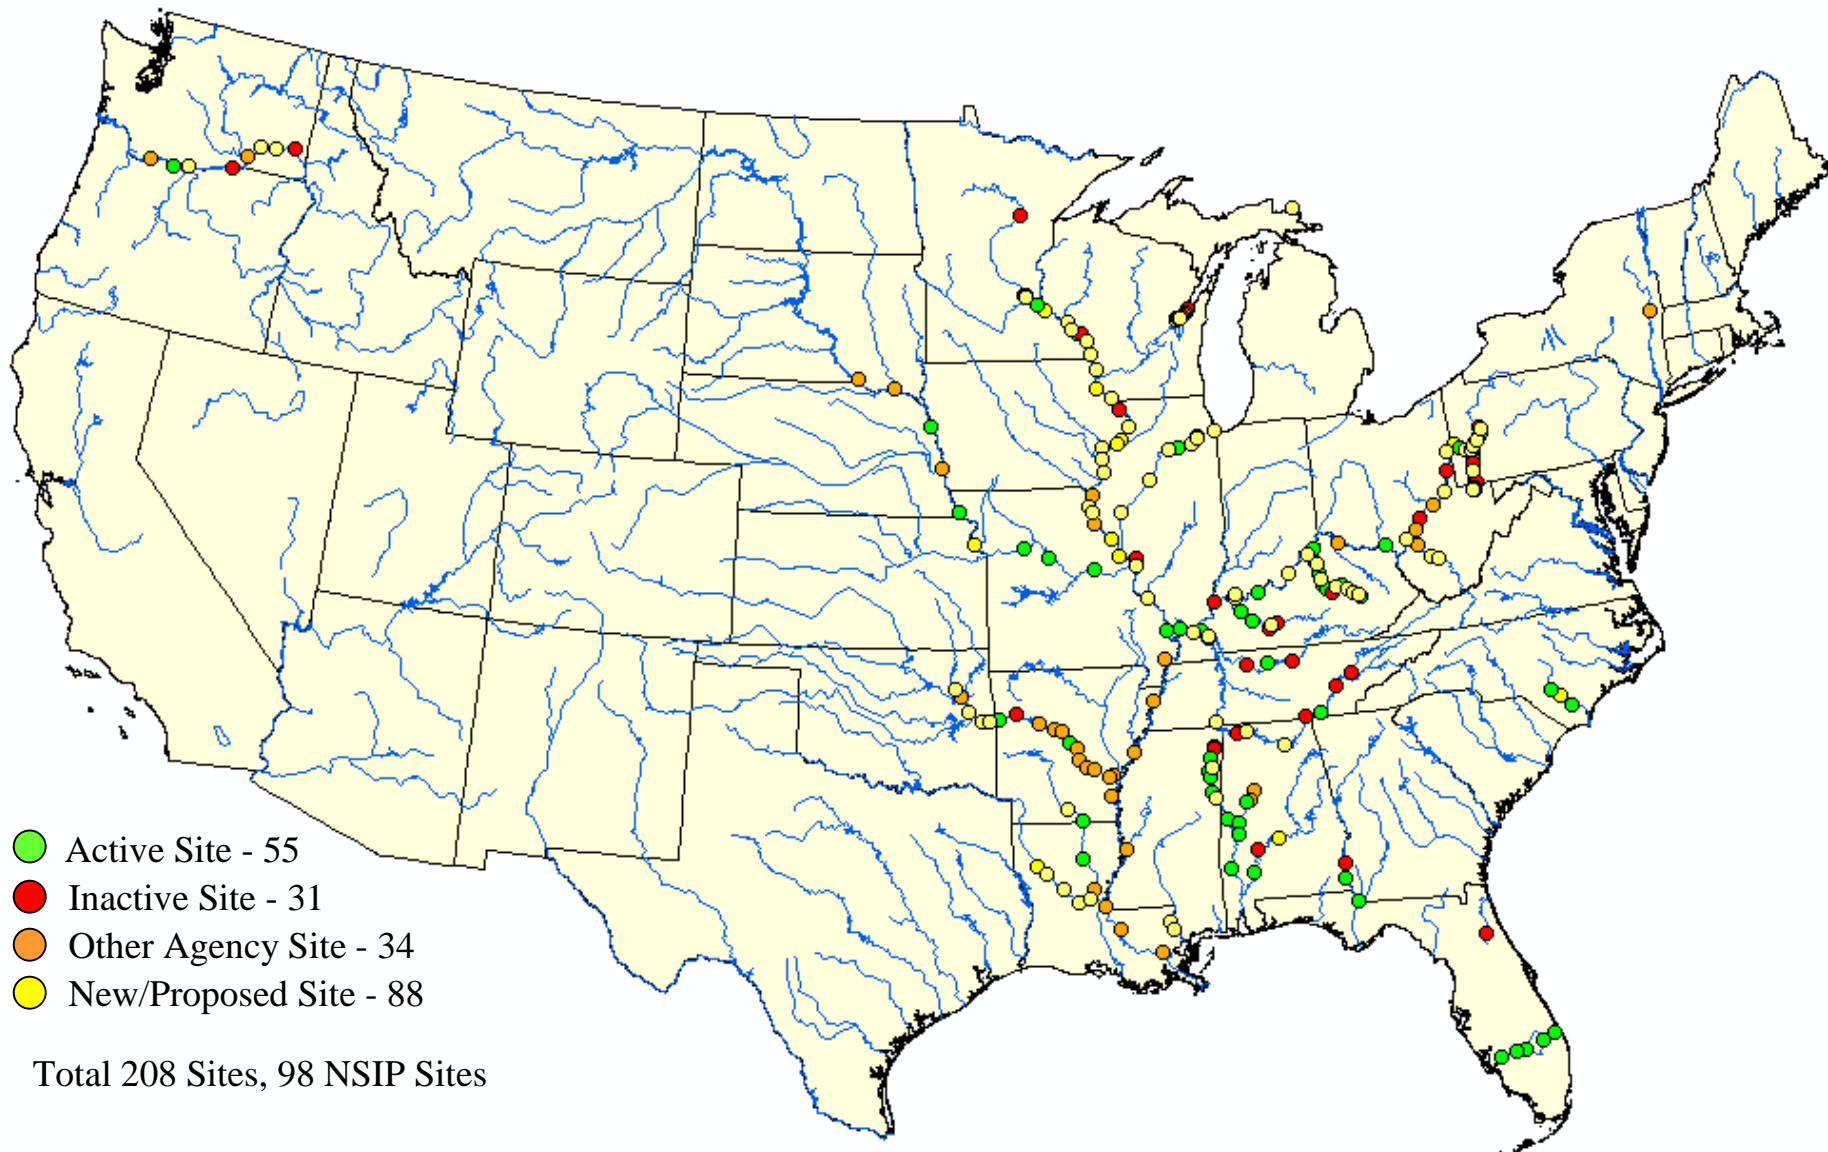 Active Site - 55
Inactive Site - 31
Other Agency Site - 34
New/Proposed Site - 88
Total 208 Sites, 98 NSIP Sites